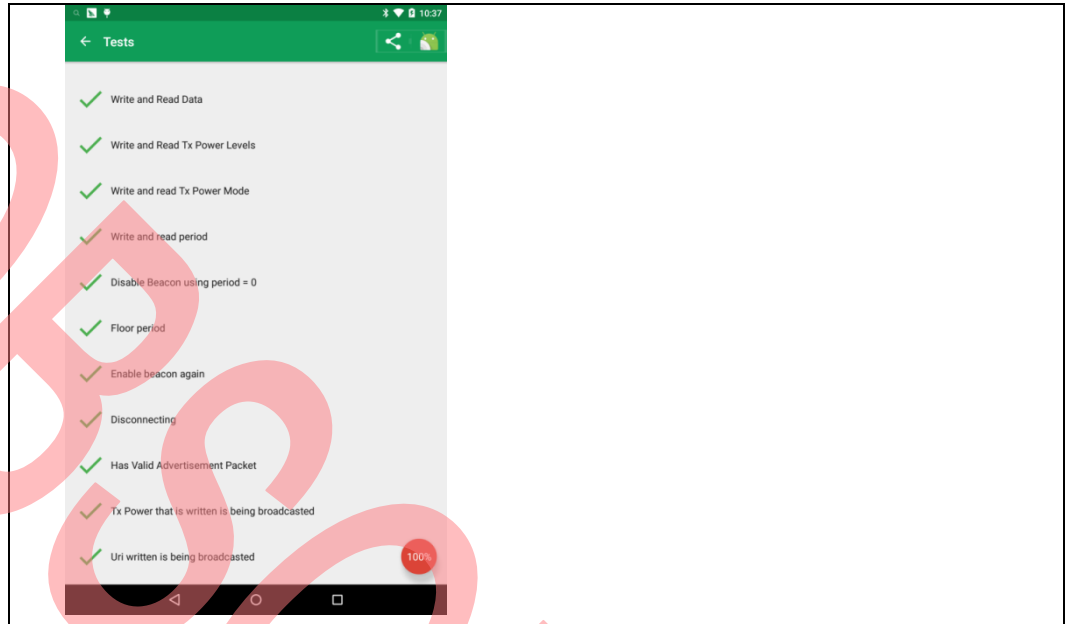 10:37
Tests
Write and Read Data
Write and Read Tx Power Levels
Write and read Tx Power Mode
Write and read period
Disable Beacon using period = 0
Floor period
Enable beacon again
Disconnecting
Has Valid Advertisement Packet
Tx Power that is written is being broadcasted
Uri written is being broadcasted
100%